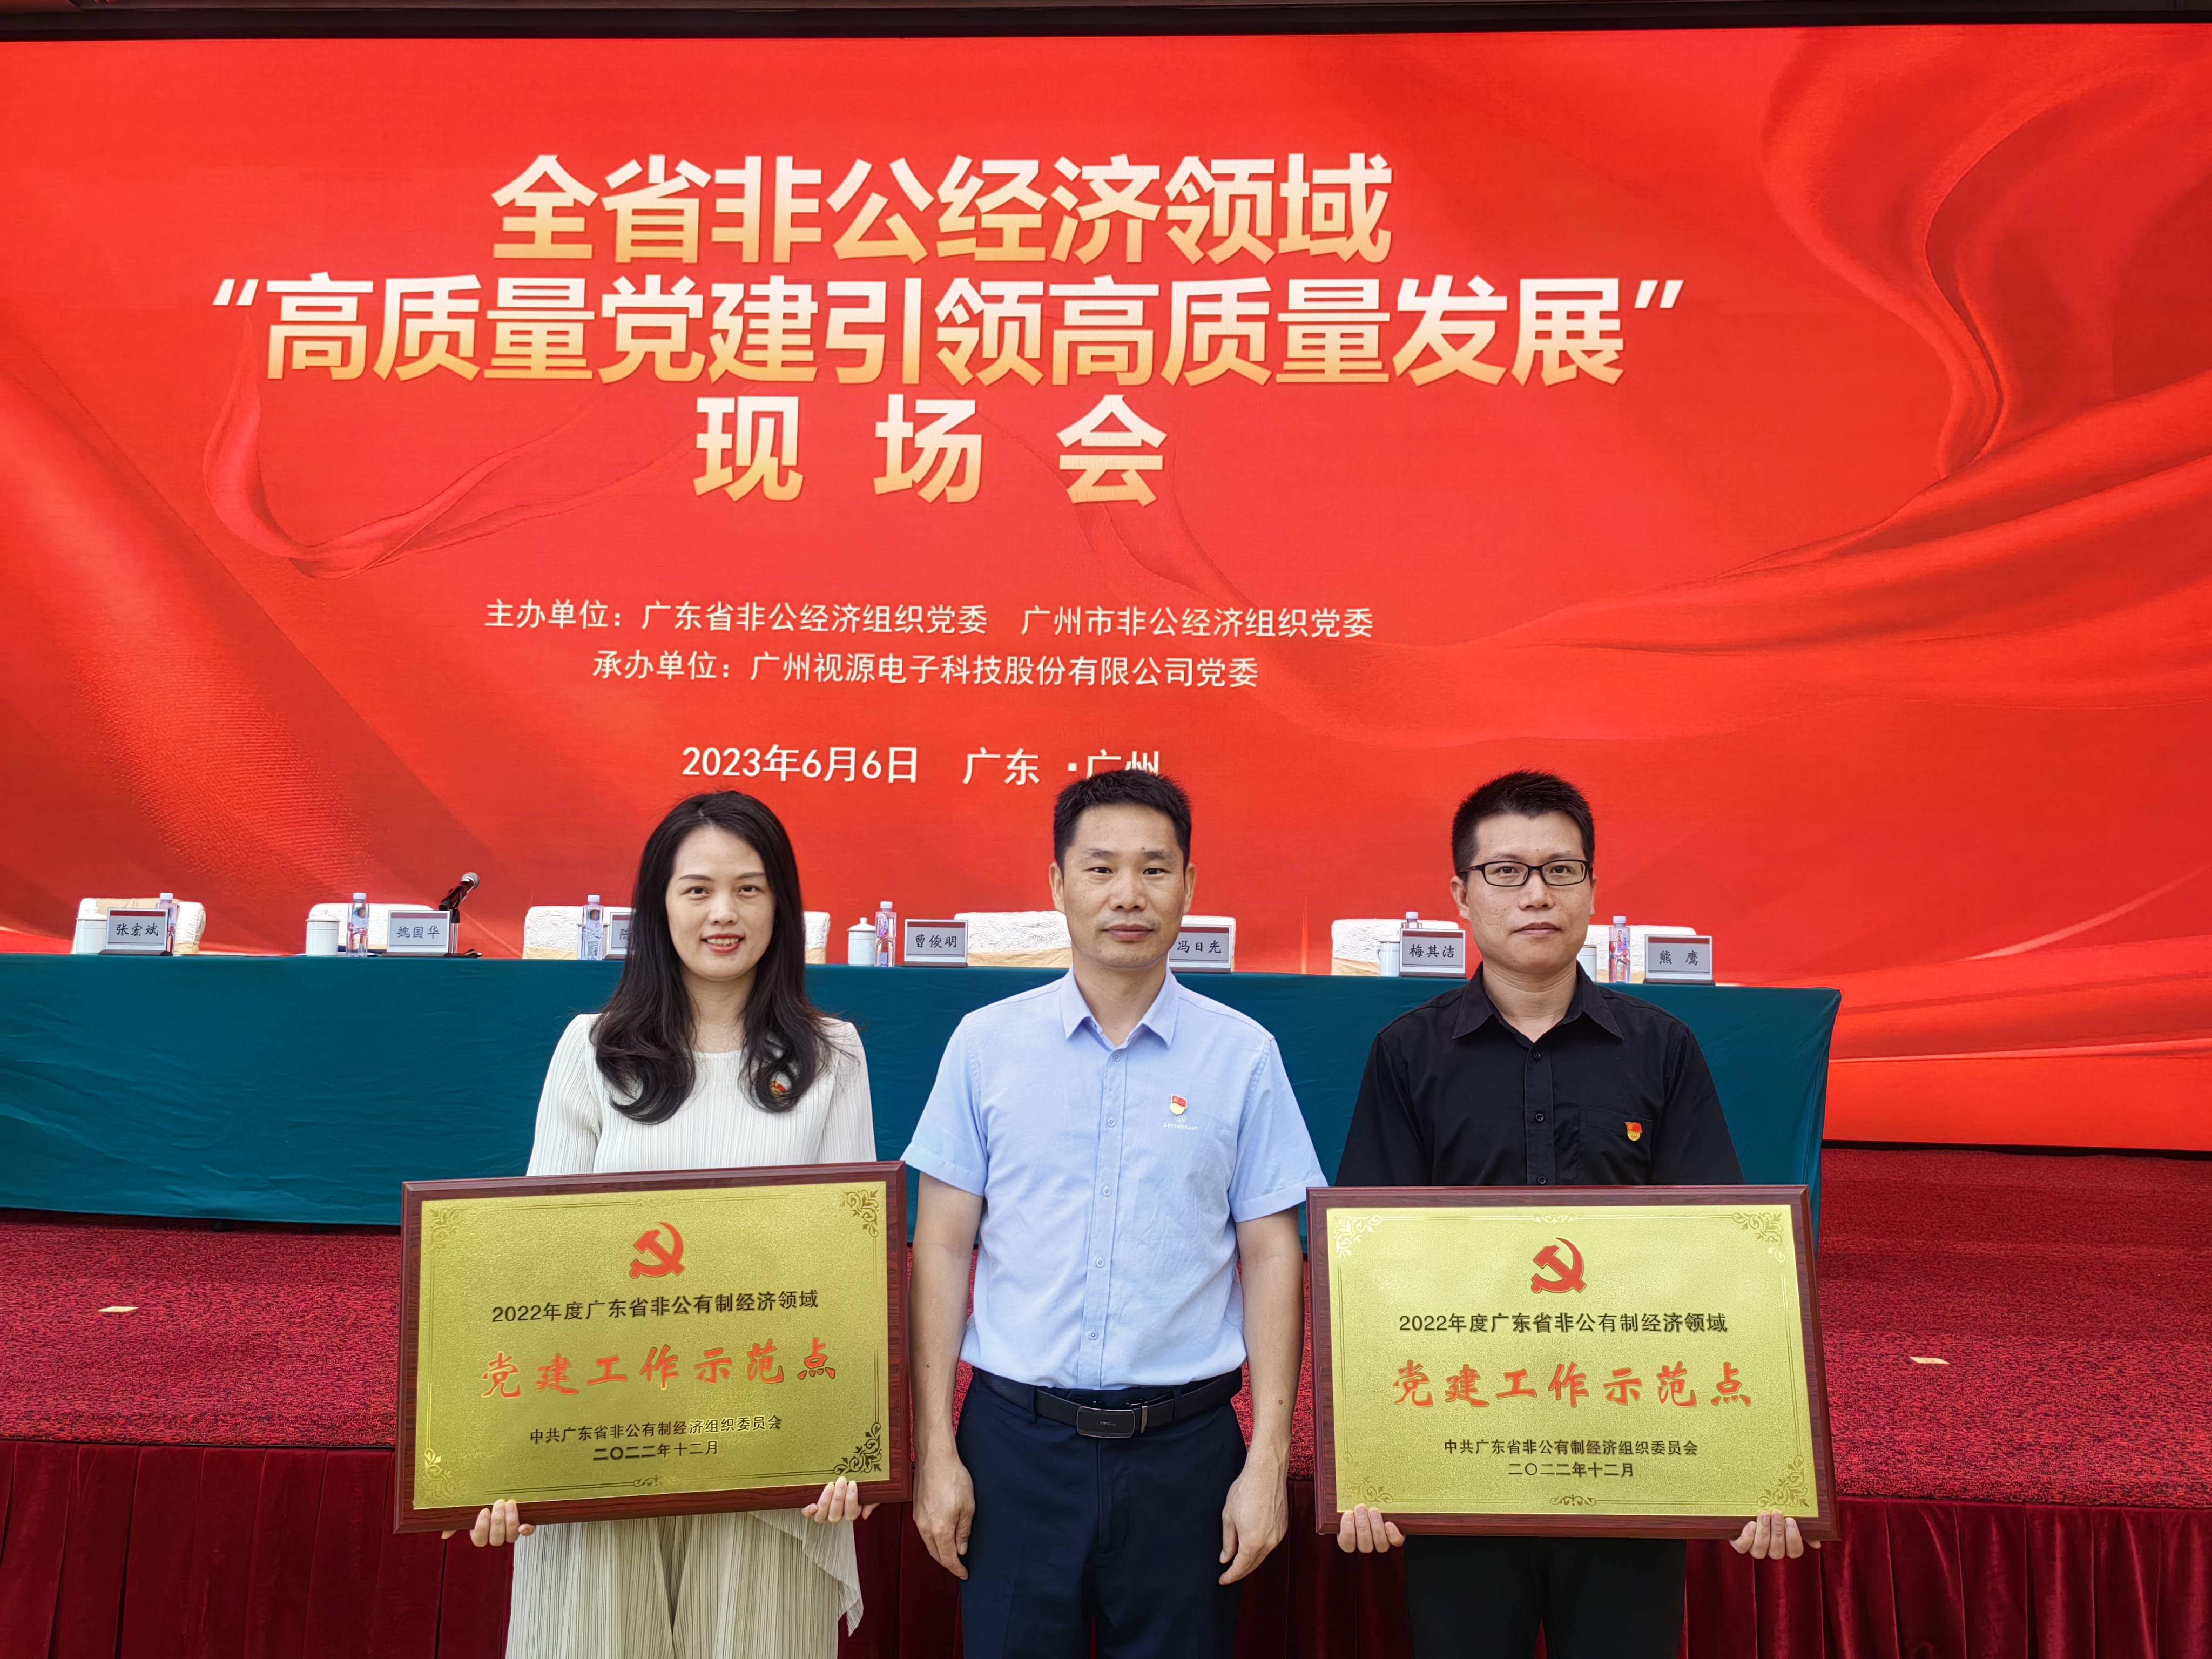 全省非公经济领域
“高质量党建引领高质量发展”
现场会
主办单位：广东省非公经济组织党委 广州市非公经济组织党委
承办单位：广州视源电子科技股份有限公司党委
2023年6月6日 广东·广州
张宏斌
魏国华
陈
曹俊明
冯日光
梅其洁
熊鹰
2022年度广东省非公有制经济领域
党建工作示范点
中共广东省非公有制经济组织委员会
二〇二二年十二月
2022年度广东省非公有制经济领域
党建工作示范点
中共广东省非公有制经济组织委员会
二〇二二年十二月